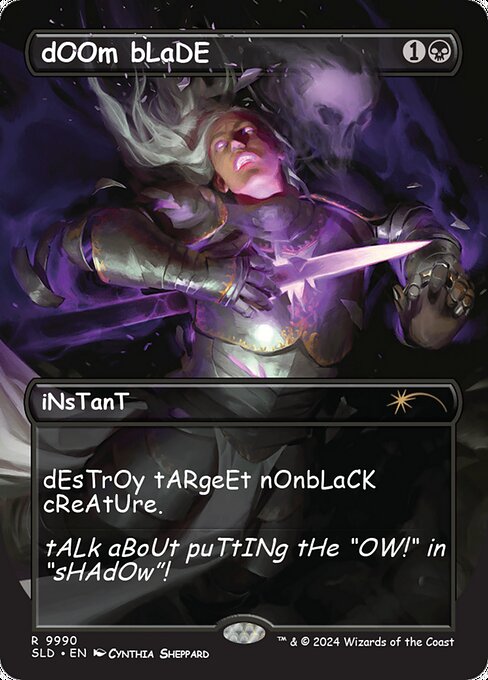 dOOm bLaDE 1
iNsTanT
dEsTrOy tARgeEt nOnbLaCK
cReAtUre.
tALk aBoUt puTtINg tHe "OW!" in
"sHAdOw"!
R 9990
SLD • EN Cynthia Sheppard
™ & © 2024 Wizards of the Coast